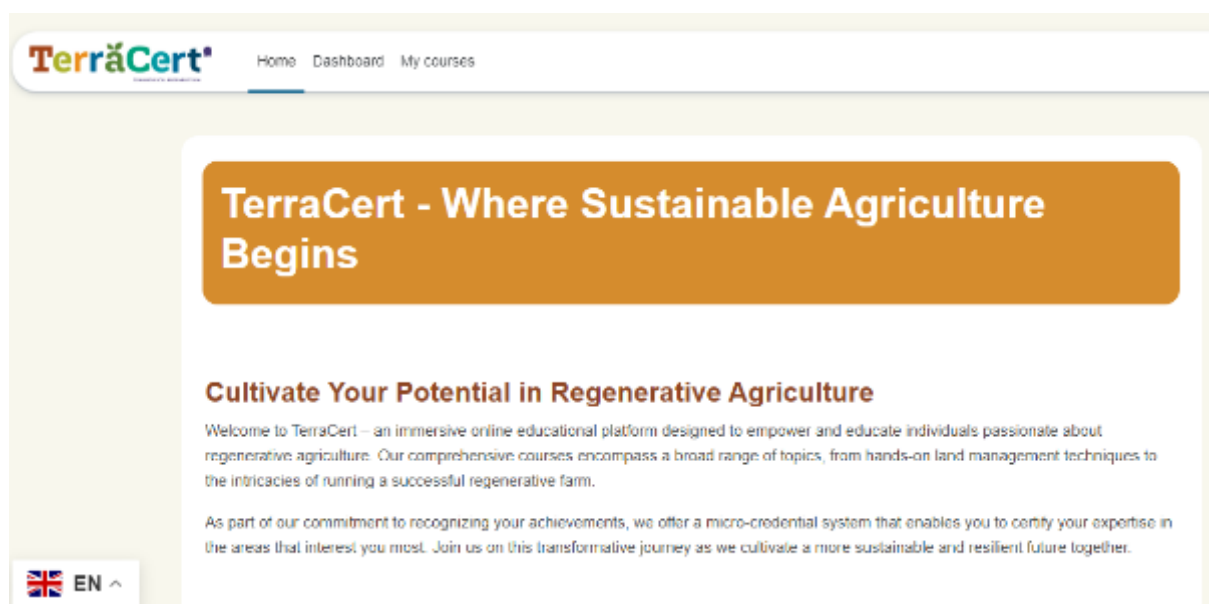 TerrăCert
Home Dashboard My courses
TerraCert - Where Sustainable Agriculture
Begins
Cultivate Your Potential in Regenerative Agriculture
Welcome to TerraCert – an immersive online educational platform designed to empower and educate individuals passionate about
regenerative agriculture. Our comprehensive courses encompass a broad range of topics, from hands-on land management techniques to
the intricacies of running a successful regenerative farm.
As part of our commitment to recognizing your achievements, we offer a micro-credential system that enables you to certify your expertise in
the areas that interest you most. Join us on this transformative journey as we cultivate a more sustainable and resilient future together.
EN